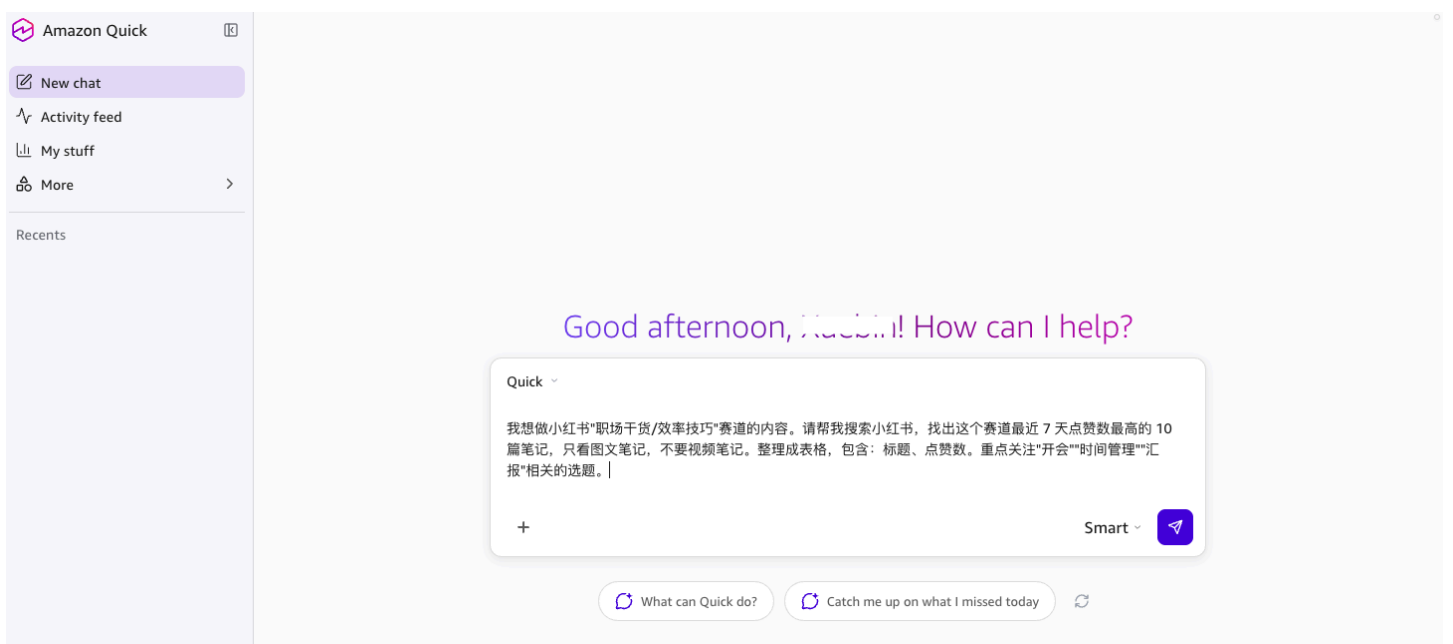 Amazon Quick
New chat
Activity feed
My stuff
More
Recents
Good afternoon, ! How can I help?
Quick
我想做小红书"职场干货/效率技巧"赛道的内容。请帮我搜索小红书，找出这个赛道最近 7 天点赞数最高的 10
篇笔记，只看图文笔记，不要视频笔记。整理成表格，包含：标题、点赞数。重点关注"开会""时间管理""汇
报"相关的选题。
Smart
What can Quick do?
Catch me up on what I missed today